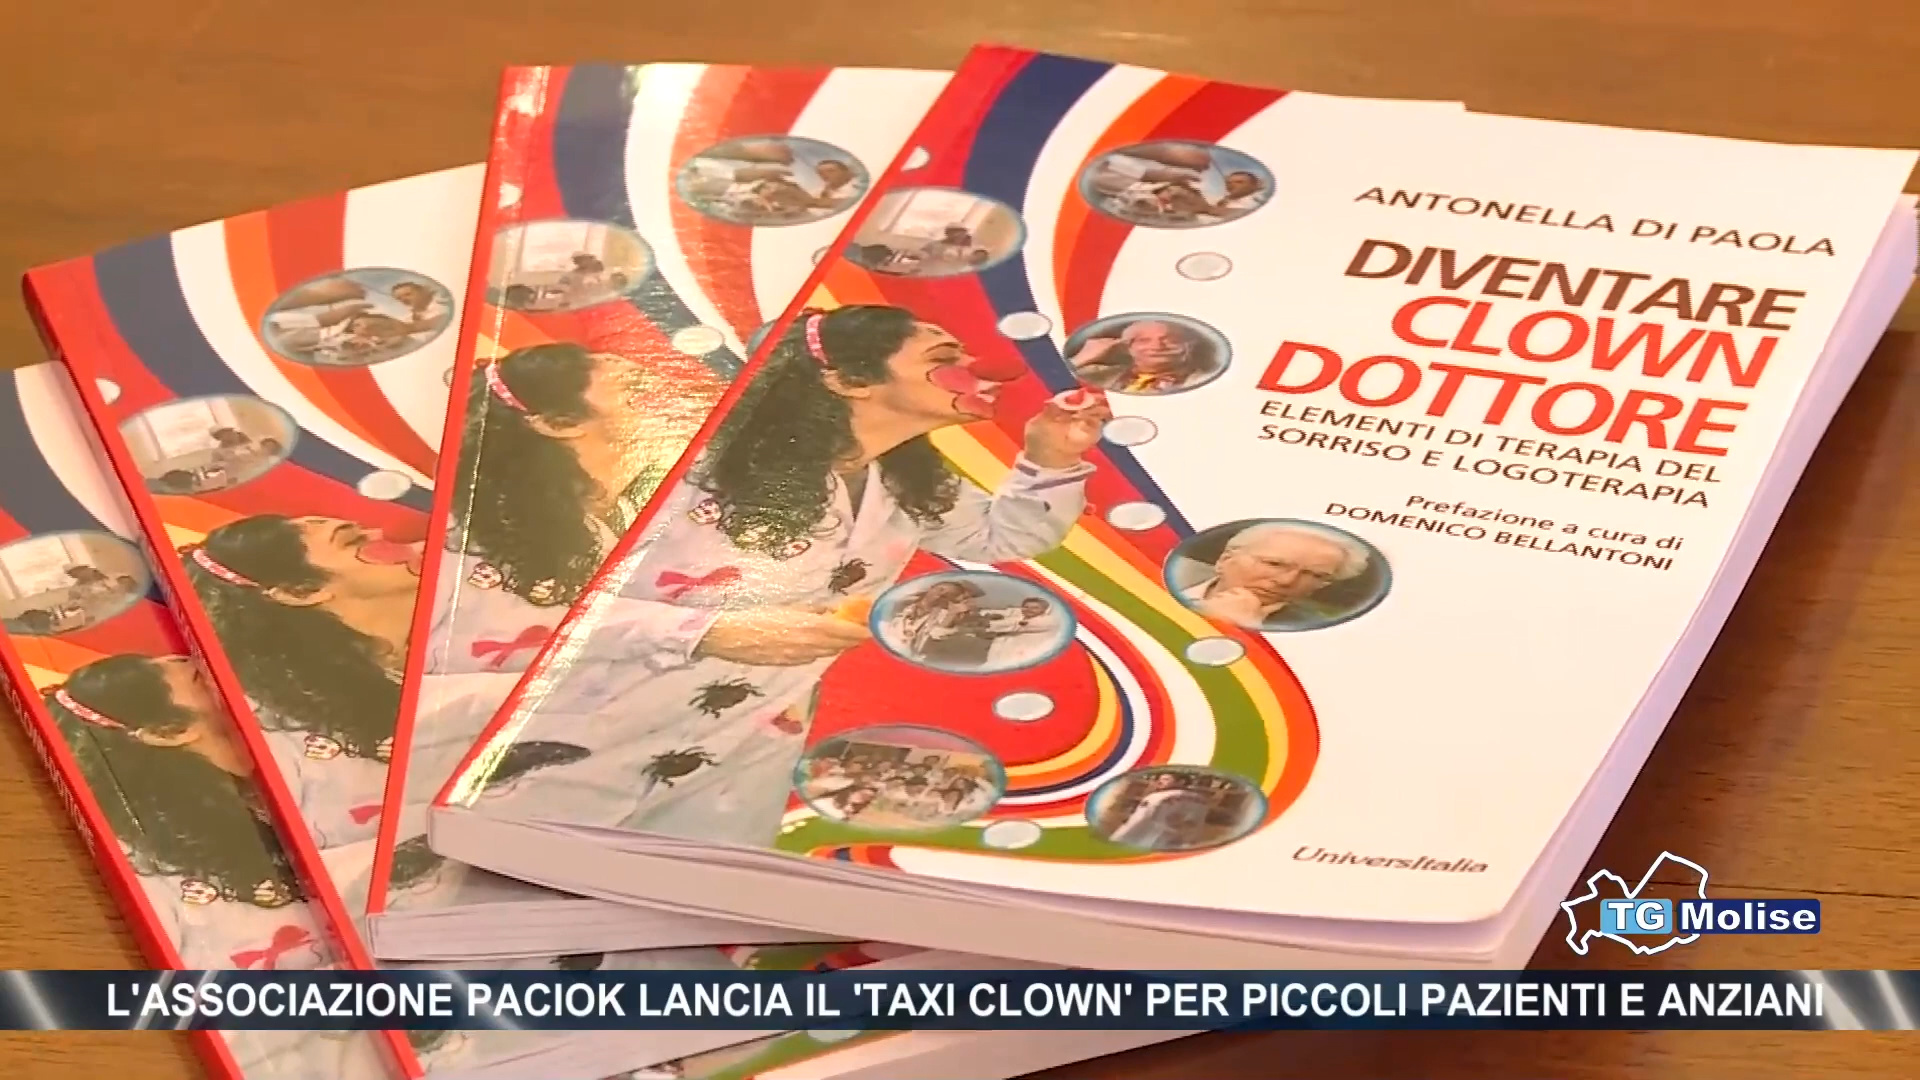 ANTONELLA DI PAOLA
DIVENTARE
CLOWN
DOTTORE
ELEMENTI DI TERAPIA DEL
SORRISO E LOGOTERAPIA
Prefazione a cura di
DOMENICO BELLANTONI
UniversItalia
TG Molise
L'ASSOCIAZIONE PACIOK LANCIA IL 'TAXI CLOWN' PER PICCOLI PAZIENTI E ANZIANI